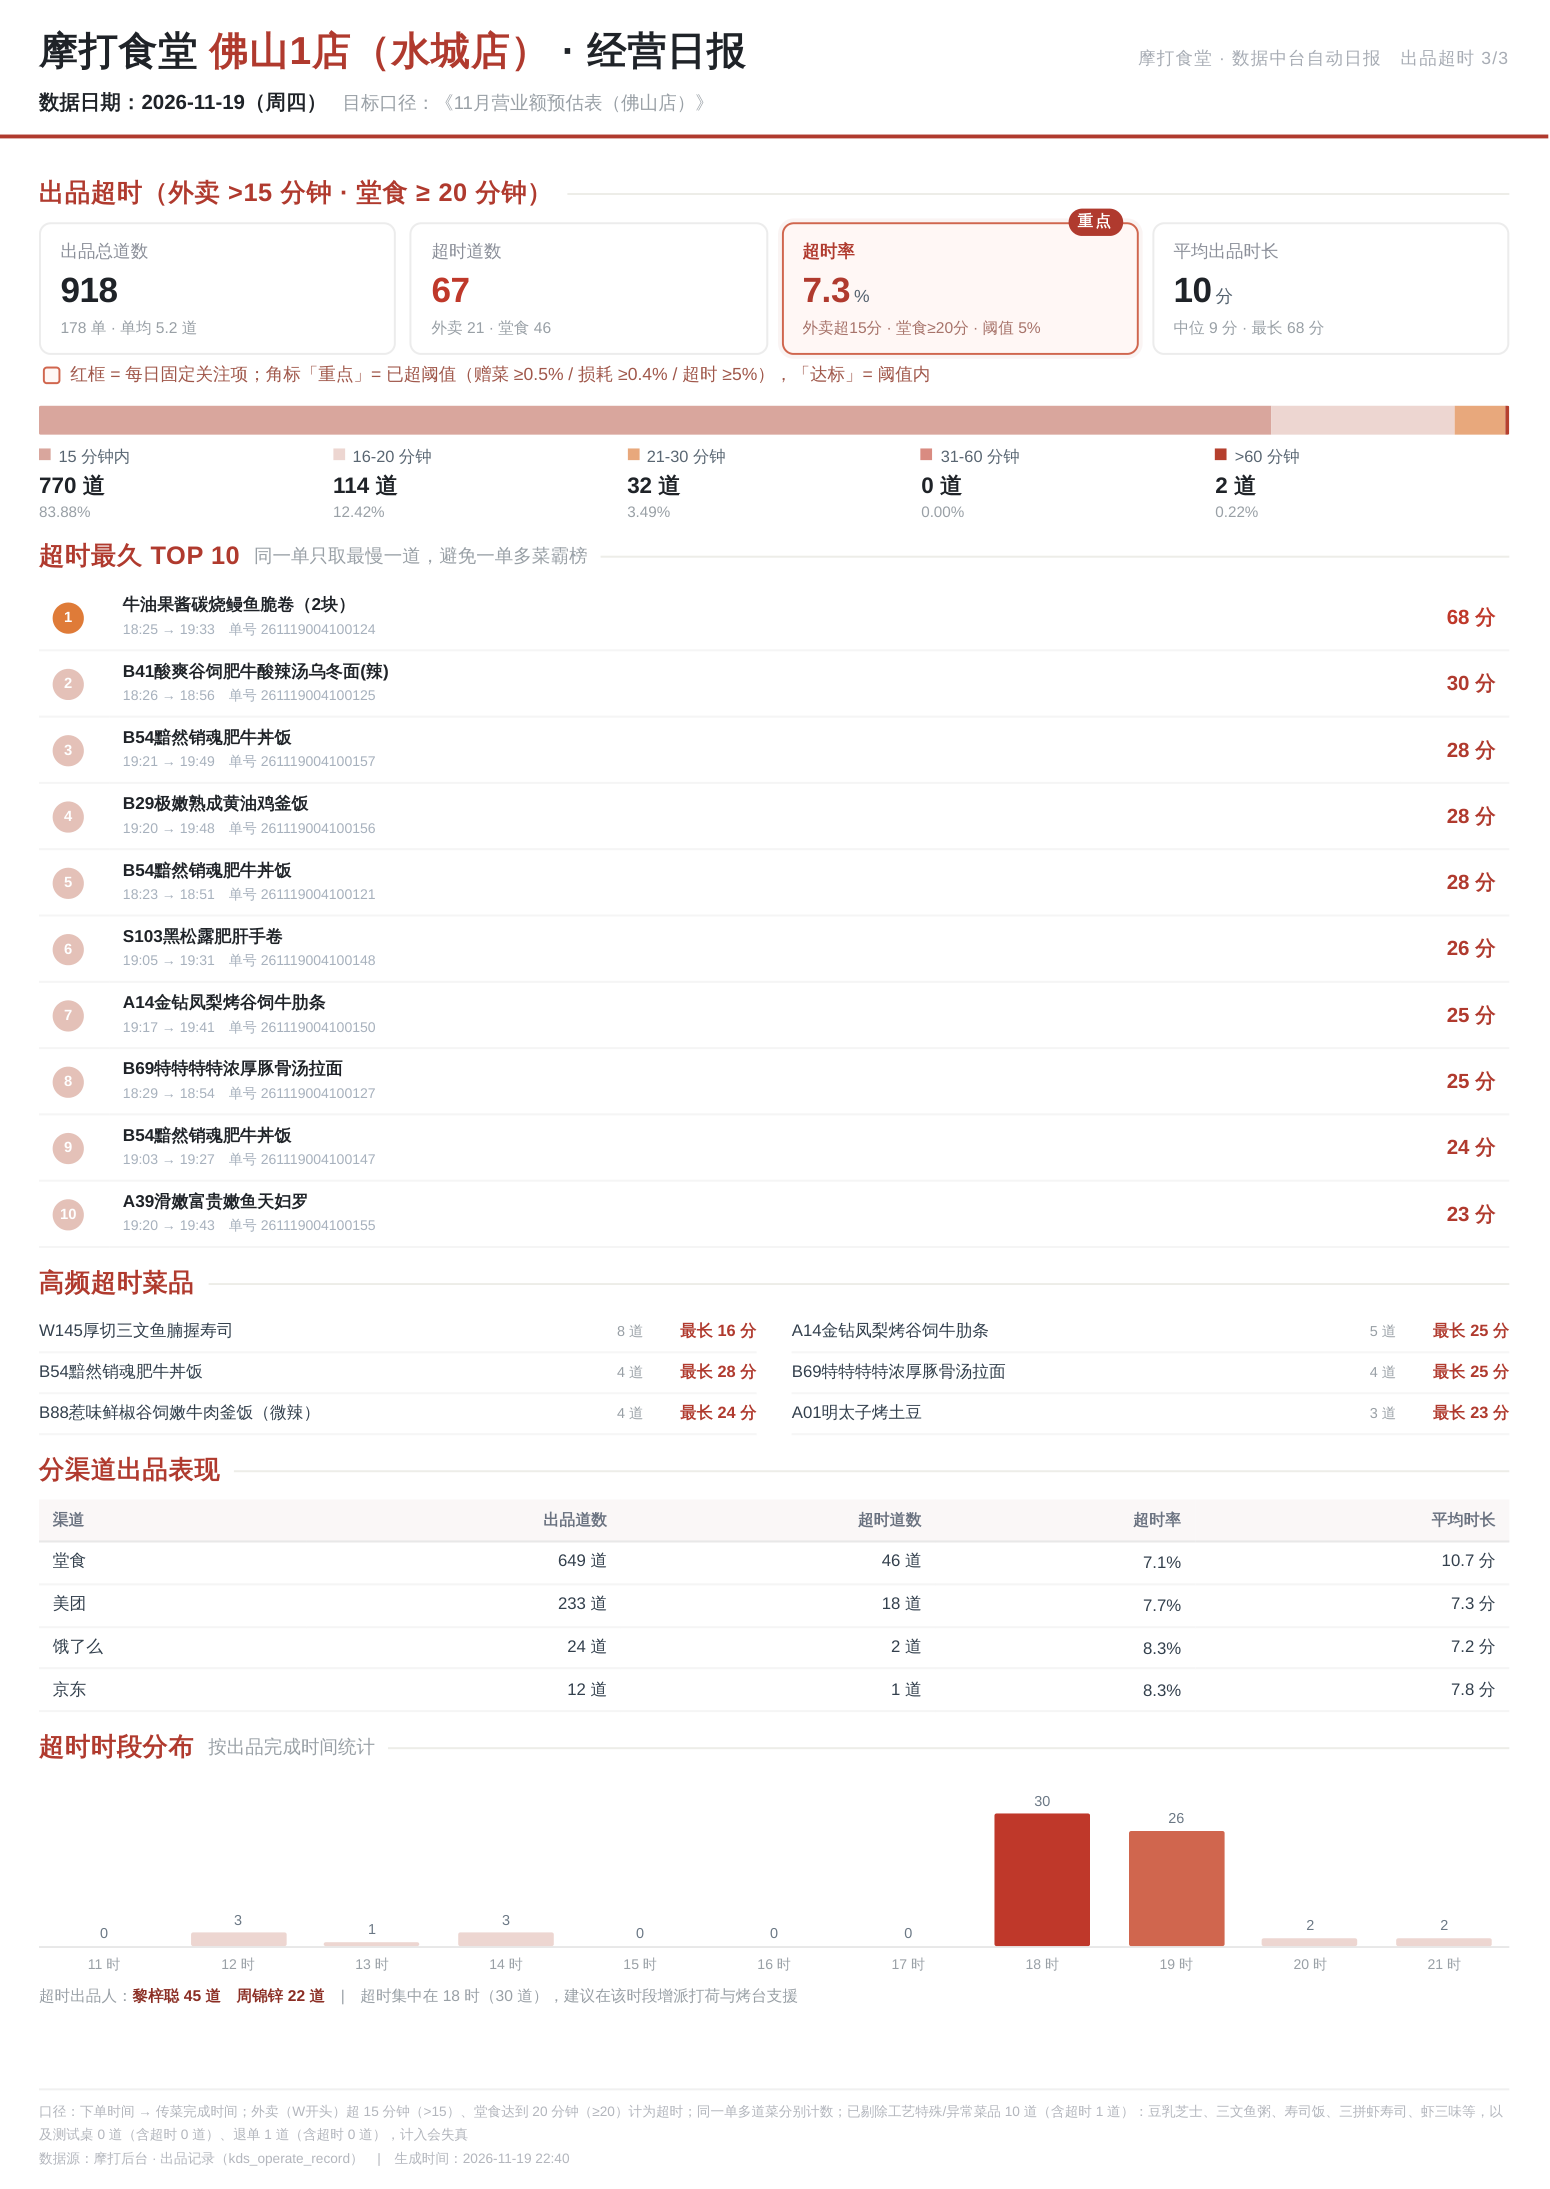 摩打食堂 佛山1店（水城店） · 经营日报
摩打食堂 · 数据中台自动日报 出品超时 3/3
数据日期：2026-11-19（周四） 目标口径：《11月营业额预估表（佛山店）》
出品超时（外卖 >15 分钟 · 堂食 ≥ 20 分钟）
出品总道数
918
178 单 · 单均 5.2 道
超时道数
67
外卖 21 · 堂食 46
重点
超时率
7.3 %
外卖超15分 · 堂食≥20分 · 阈值 5%
平均出品时长
10 分
中位 9 分 · 最长 68 分
红框 = 每日固定关注项；角标「重点」= 已超阈值（赠菜 ≥0.5% / 损耗 ≥0.4% / 超时 ≥5%），「达标」= 阈值内
15 分钟内
770 道
83.88%
16-20 分钟
114 道
12.42%
21-30 分钟
32 道
3.49%
31-60 分钟
0 道
0.00%
>60 分钟
2 道
0.22%
超时最久 TOP 10 同一单只取最慢一道，避免一单多菜霸榜
1 牛油果酱碳烧鳗鱼脆卷（2块） 68 分
18:25 → 19:33 单号 261119004100124
2 B41酸爽谷饲肥牛酸辣汤乌冬面(辣) 30 分
18:26 → 18:56 单号 261119004100125
3 B54黯然销魂肥牛丼饭 28 分
19:21 → 19:49 单号 261119004100157
4 B29极嫩熟成黄油鸡釜饭 28 分
19:20 → 19:48 单号 261119004100156
5 B54黯然销魂肥牛丼饭 28 分
18:23 → 18:51 单号 261119004100121
6 S103黑松露肥肝手卷 26 分
19:05 → 19:31 单号 261119004100148
7 A14金钻凤梨烤谷饲牛肋条 25 分
19:17 → 19:41 单号 261119004100150
8 B69特特特特浓厚豚骨汤拉面 25 分
18:29 → 18:54 单号 261119004100127
9 B54黯然销魂肥牛丼饭 24 分
19:03 → 19:27 单号 261119004100147
10 A39滑嫩富贵嫩鱼天妇罗 23 分
19:20 → 19:43 单号 261119004100155
高频超时菜品
W145厚切三文鱼腩握寿司 8 道 最长 16 分
A14金钻凤梨烤谷饲牛肋条 5 道 最长 25 分
B54黯然销魂肥牛丼饭 4 道 最长 28 分
B69特特特特浓厚豚骨汤拉面 4 道 最长 25 分
B88惹味鲜椒谷饲嫩牛肉釜饭（微辣） 4 道 最长 24 分
A01明太子烤土豆 3 道 最长 23 分
分渠道出品表现
渠道 出品道数 超时道数 超时率 平均时长
堂食 649 道 46 道 7.1% 10.7 分
美团 233 道 18 道 7.7% 7.3 分
饿了么 24 道 2 道 8.3% 7.2 分
京东 12 道 1 道 8.3% 7.8 分
超时时段分布 按出品完成时间统计
0 3 1 3 0 0 0 30 26 2 2
11 时 12 时 13 时 14 时 15 时 16 时 17 时 18 时 19 时 20 时 21 时
超时出品人：黎梓聪 45 道 周锦锌 22 道 | 超时集中在 18 时（30 道），建议在该时段增派打荷与烤台支援
口径：下单时间 → 传菜完成时间；外卖（W开头）超 15 分钟（>15）、堂食达到 20 分钟（≥20）计为超时；同一单多道菜分别计数；已剔除工艺特殊/异常菜品 10 道（含超时 1 道）：豆乳芝士、三文鱼粥、寿司饭、三拼虾寿司、虾三味等，以
及测试桌 0 道（含超时 0 道）、退单 1 道（含超时 0 道），计入会失真
数据源：摩打后台 · 出品记录（kds_operate_record） | 生成时间：2026-11-19 22:40